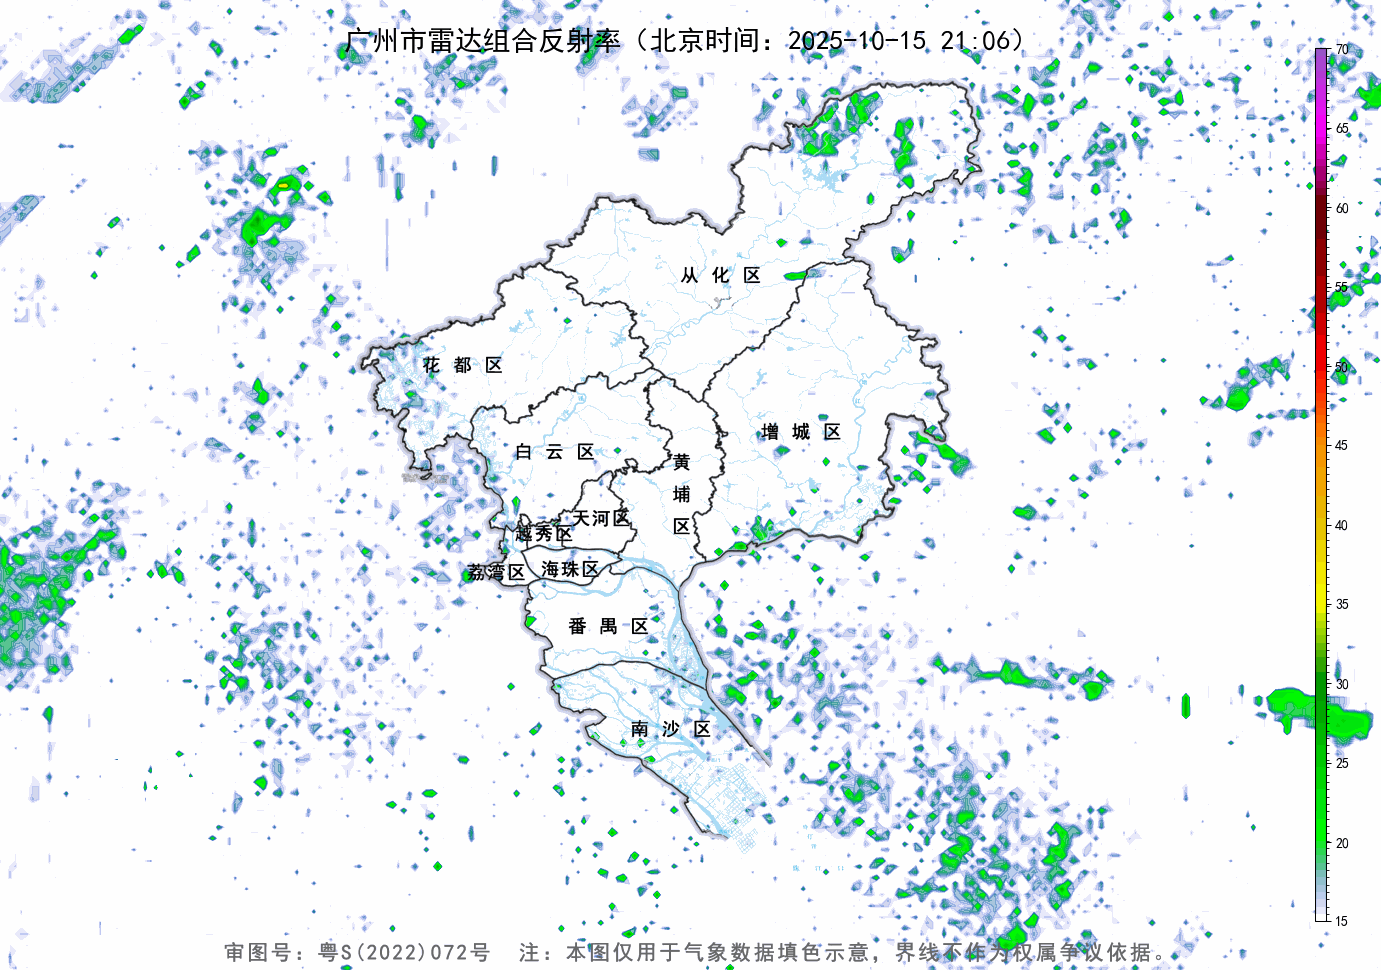 广州市雷达组合反射率（北京时间：2025-10-15 21:06）
70
65
60
55
50
45
40
35
30
25
20
15
从化区
花都区
增城区
白云区
黄埔区
天河区
越秀区
荔湾区
海珠区
番禺区
南沙区
审图号：粤S(2022)072号 注：本图仅用于气象数据填色示意，界线不作为权属争议依据。